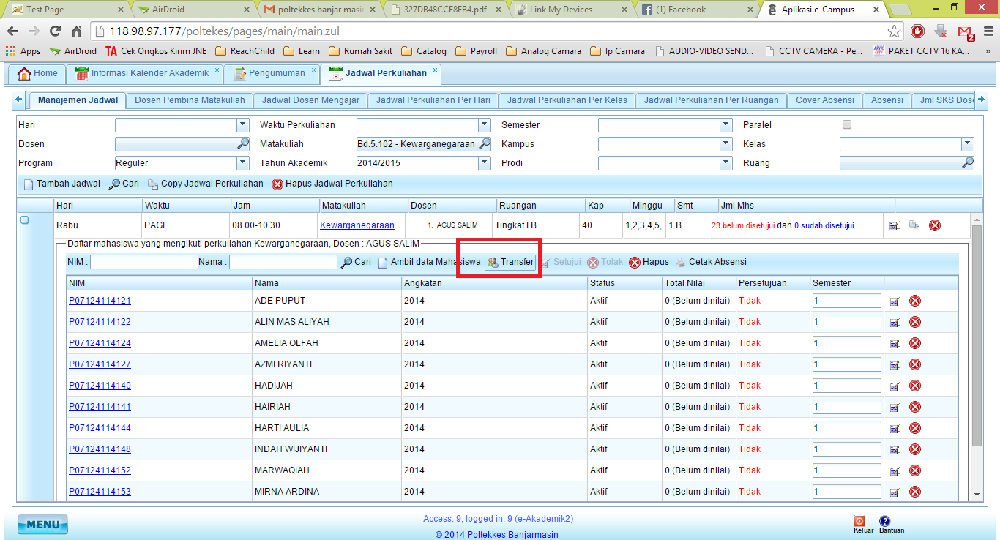 Test Page
AirDroid
poltekkes banjar masin
327DB48CCF8FB4.pdf
Link My Devices
(1) Facebook
Aplikasi e-Campus
118.98.97.177/poltekes/pages/main/main.zul
2
Apps
AirDroid
TA Cek Ongkos Kirim JNE
ReachChild
Learn
Rumah Sakit
Catalog
Payroll
Analog Camara
Ip Camara
AUDIO-VIDEO SEND...
CCTV CAMERA - Pe...
PAKET CCTV 16 KA...
»
Home
Informasi Kalender Akademik
Pengumuman
Jadwal Perkuliahan
Manajemen Jadwal
Dosen Pembina Matakuliah
Jadwal Dosen Mengajar
Jadwal Perkuliahan Per Hari
Jadwal Perkuliahan Per Kelas
Jadwal Perkuliahan Per Ruangan
Cover Absensi
Absensi
Jml SKS Dose
Hari Waktu Perkuliahan Semester Paralel
Dosen Matakuliah Bd.5.102 - Kewarganegaraan Kampus Kelas
Program Reguler Tahun Akademik 2014/2015 Prodi Ruang
Tambah Jadwal Cari Copy Jadwal Perkuliahan Hapus Jadwal Perkuliahan
Hari Waktu Jam Matakuliah Dosen Ruangan Kap Minggu Smt Jml Mhs
Rabu PAGI 08.00-10.30 Kewarganegaraan 1. AGUS SALIM Tingkat I B 40 1,2,3,4,5, 1 B 23 belum disetujui dan 0 sudah disetujui
Daftar mahasiswa yang mengikuti perkuliahan Kewarganegaraan, Dosen : AGUS SALIM
NIM : Nama : Cari Ambil data Mahasiswa Transfer Setujui Tolak Hapus Cetak Absensi
NIM Nama Angkatan Status Total Nilai Persetujuan Semester
P07124114121 ADE PUPUT 2014 Aktif 0 (Belum dinilai) Tidak 1
P07124114122 ALIN MAS ALIYAH 2014 Aktif 0 (Belum dinilai) Tidak 1
P07124114124 AMELIA OLFAH 2014 Aktif 0 (Belum dinilai) Tidak 1
P07124114127 AZMI RIYANTI 2014 Aktif 0 (Belum dinilai) Tidak 1
P07124114140 HADIJAH 2014 Aktif 0 (Belum dinilai) Tidak 1
P07124114141 HAIRIAH 2014 Aktif 0 (Belum dinilai) Tidak 1
P07124114144 HARTI AULIA 2014 Aktif 0 (Belum dinilai) Tidak 1
P07124114148 INDAH WIJIYANTI 2014 Aktif 0 (Belum dinilai) Tidak 1
P07124114152 MARWAQIAH 2014 Aktif 0 (Belum dinilai) Tidak 1
P07124114153 MIRNA ARDINA 2014 Aktif 0 (Belum dinilai) Tidak 1
MENU
Access: 9, logged in: 9 (e-Akademik2)
© 2014 Poltekkes Banjarmasin
Keluar Bantuan